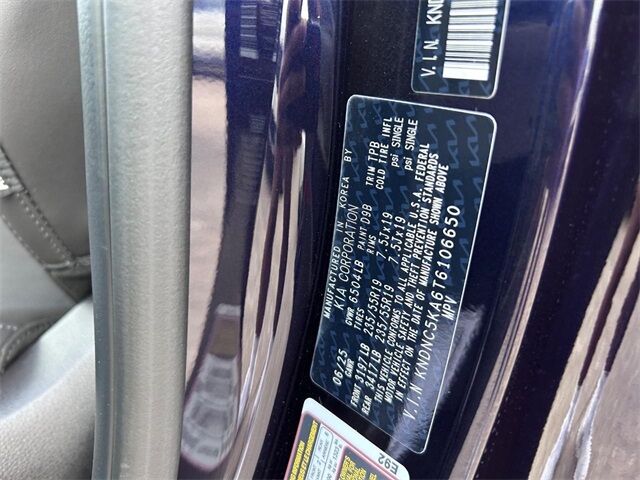 V.I.N. KND
MANUFACTURED IN KOREA BY
KIA CORPORATION
06/25 GVWR 6504LB PAINT D9B TRIM TPB
GAWR TIRES RIMS COLD TIRE INFL
FRONT 3197LB 235/55R19 7.5Jx19 psi SINGLE
REAR 3417LB 235/55R19 7.5Jx19 psi SINGLE
THIS VEHICLE CONFORMS TO ALL APPLICABLE U.S.A. FEDERAL
MOTOR VEHICLE SAFETY AND THEFT PREVENTION STANDARDS
IN EFFECT ON THE DATE OF MANUFACTURE SHOWN ABOVE
V.I.N KNDNC5KA6T6106650
MPV
E92